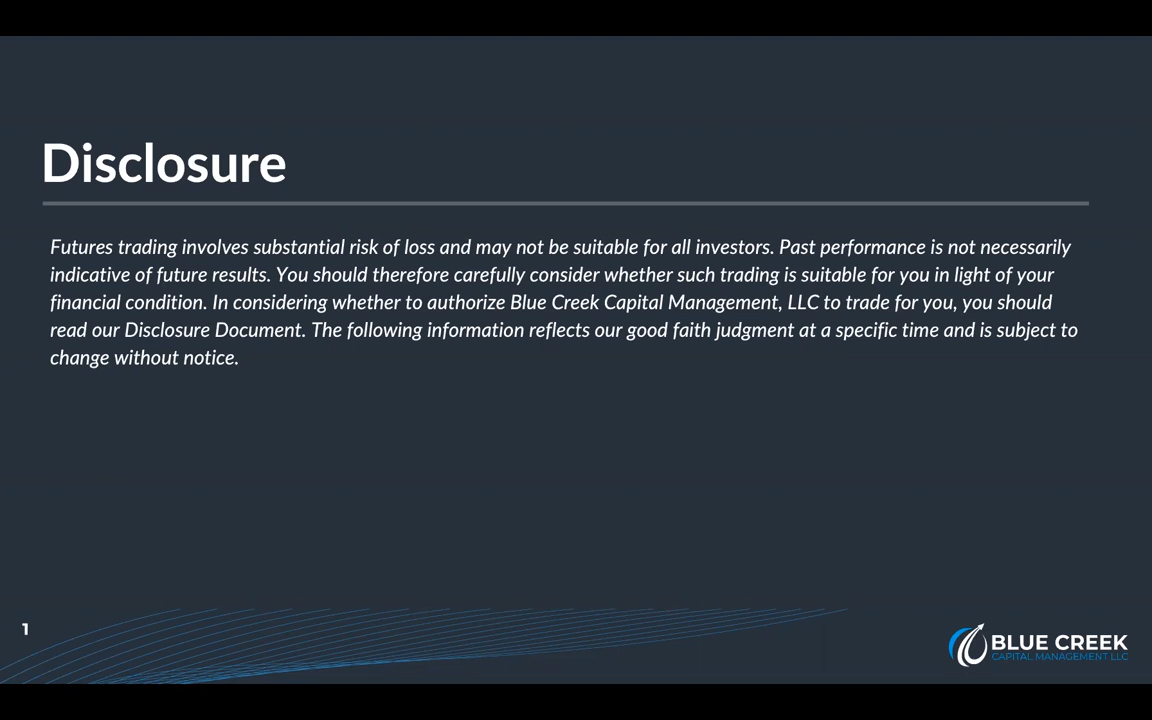 Disclosure
Futures trading involves substantial risk of loss and may not be suitable for all investors. Past performance is not necessarily
indicative of future results. You should therefore carefully consider whether such trading is suitable for you in light of your
financial condition. In considering whether to authorize Blue Creek Capital Management, LLC to trade for you, you should
read our Disclosure Document. The following information reflects our good faith judgment at a specific time and is subject to
change without notice.
1
BLUE CREEK
CAPITAL MANAGEMENT LLC